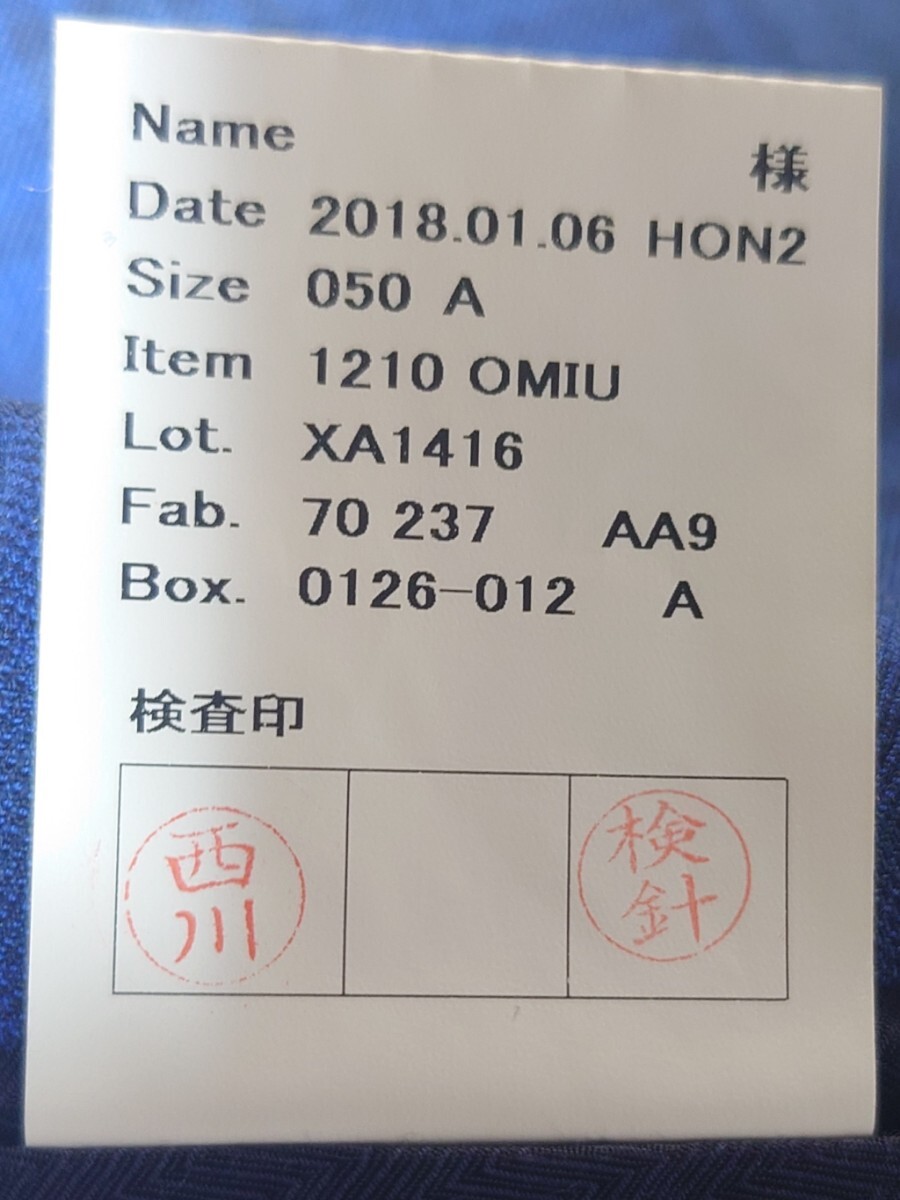 Name 様
Date 2018.01.06 HON2
Size 050 A
Item 1210 OMIU
Lot. XA1416
Fab. 70 237 AA9
Box. 0126-012 A
検査印
西川
検針